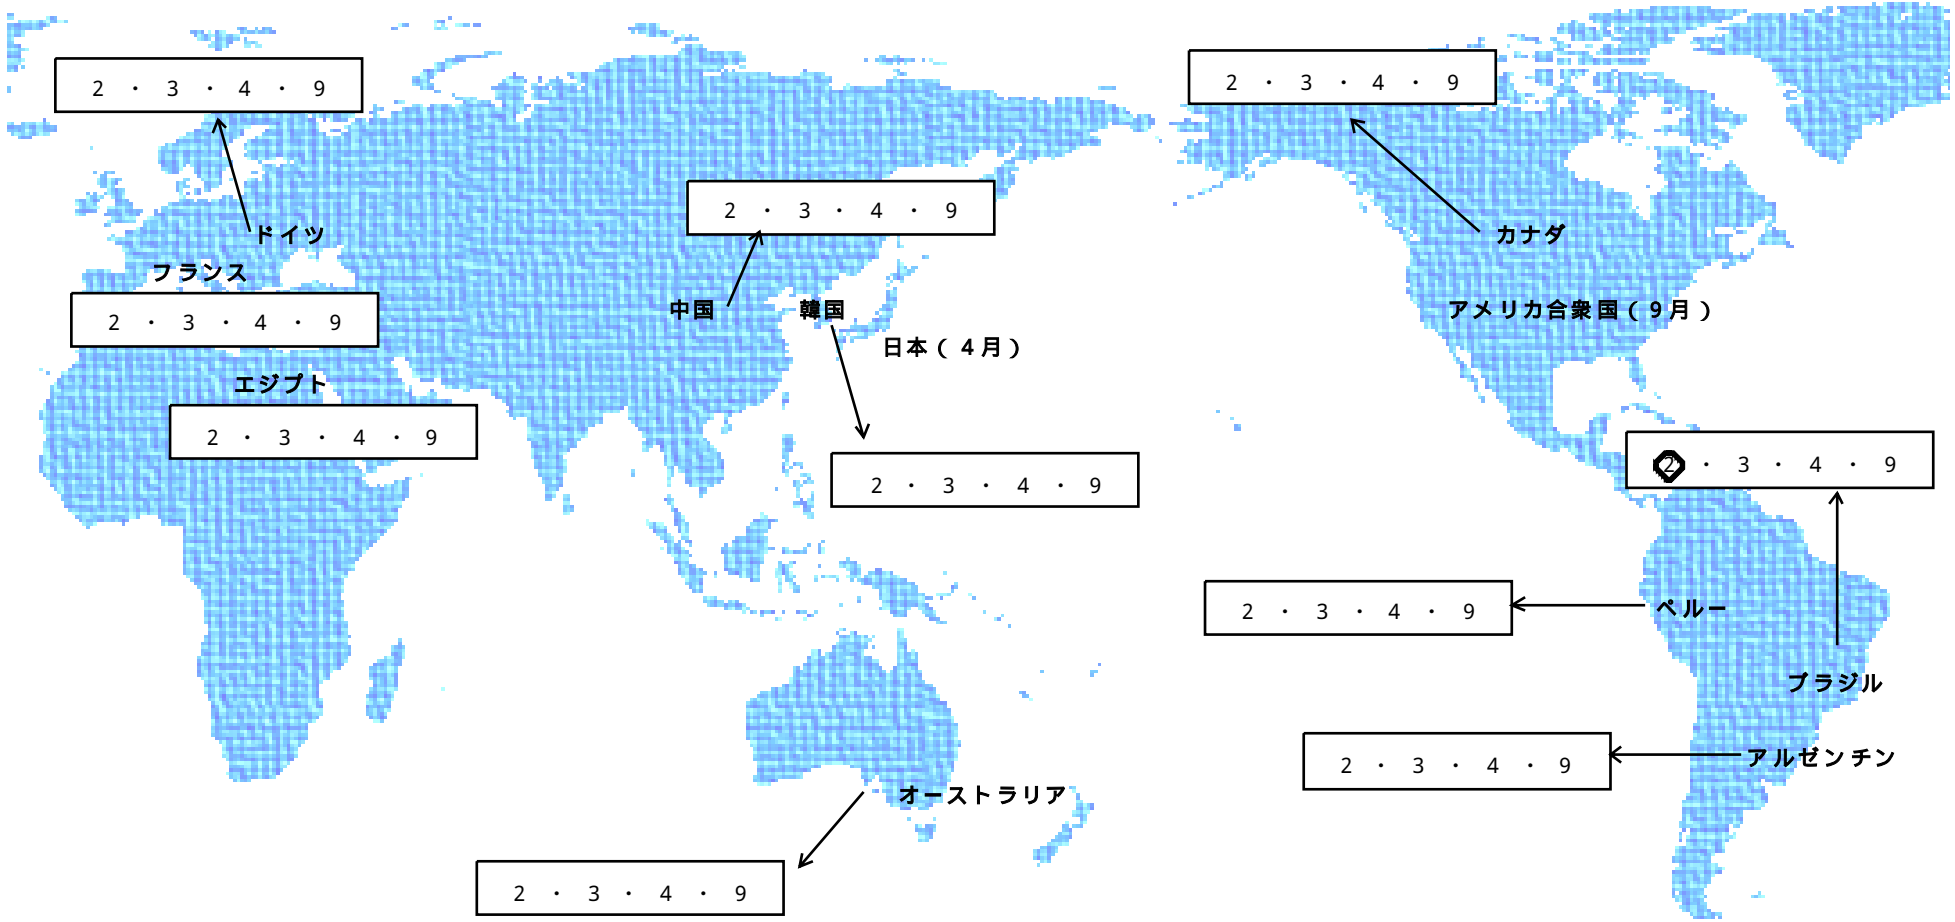 2 ・ 3 ・ 4 ・ 9
2 ・ 3 ・ 4 ・ 9
2 ・ 3 ・ 4 ・ 9
ドイツ
カナダ
フランス
2 ・ 3 ・ 4 ・ 9
中国
韓国
アメリカ合衆国(9月)
日本(4月)
エジプト
2 ・ 3 ・ 4 ・ 9
2 ・ 3 ・ 4 ・ 9
2 ・ 3 ・ 4 ・ 9
2 ・ 3 ・ 4 ・ 9
ペルー
ブラジル
2 ・ 3 ・ 4 ・ 9
アルゼンチン
オーストラリア
2 ・ 3 ・ 4 ・ 9